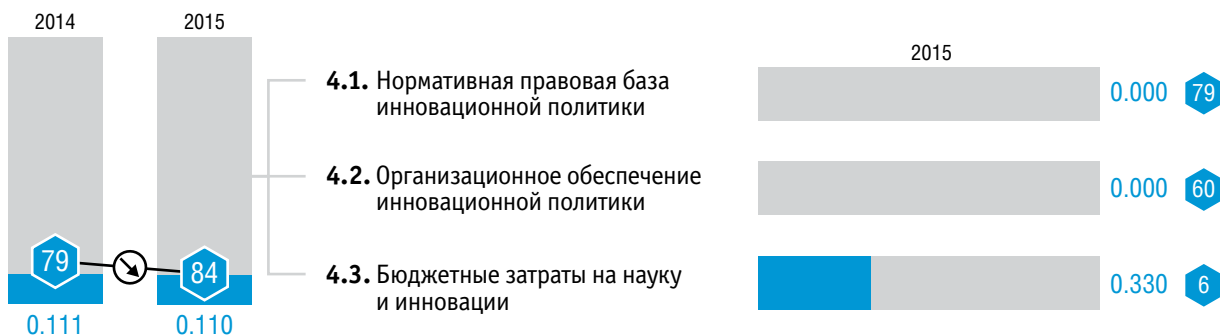 2014 2015
79 84
0.111 0.110
4.1. Нормативная правовая база
инновационной политики
4.2. Организационное обеспечение
инновационной политики
4.3. Бюджетные затраты на науку
и инновации
2015
0.000 79
0.000 60
0.330 6